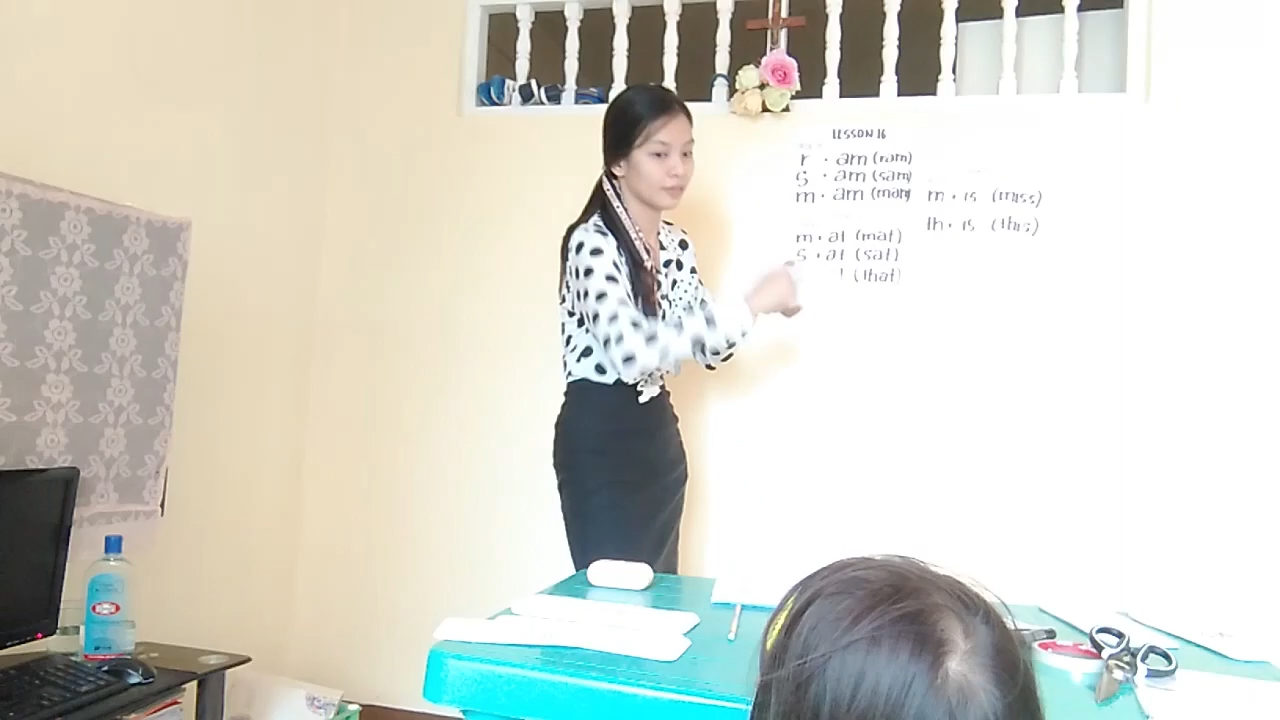 LESSON 16
r · am (ram)
s · am (sam)
m · am (mam) m · is (miss)
th · is (this)
m · at (mat)
s · at (sat)
t (that)